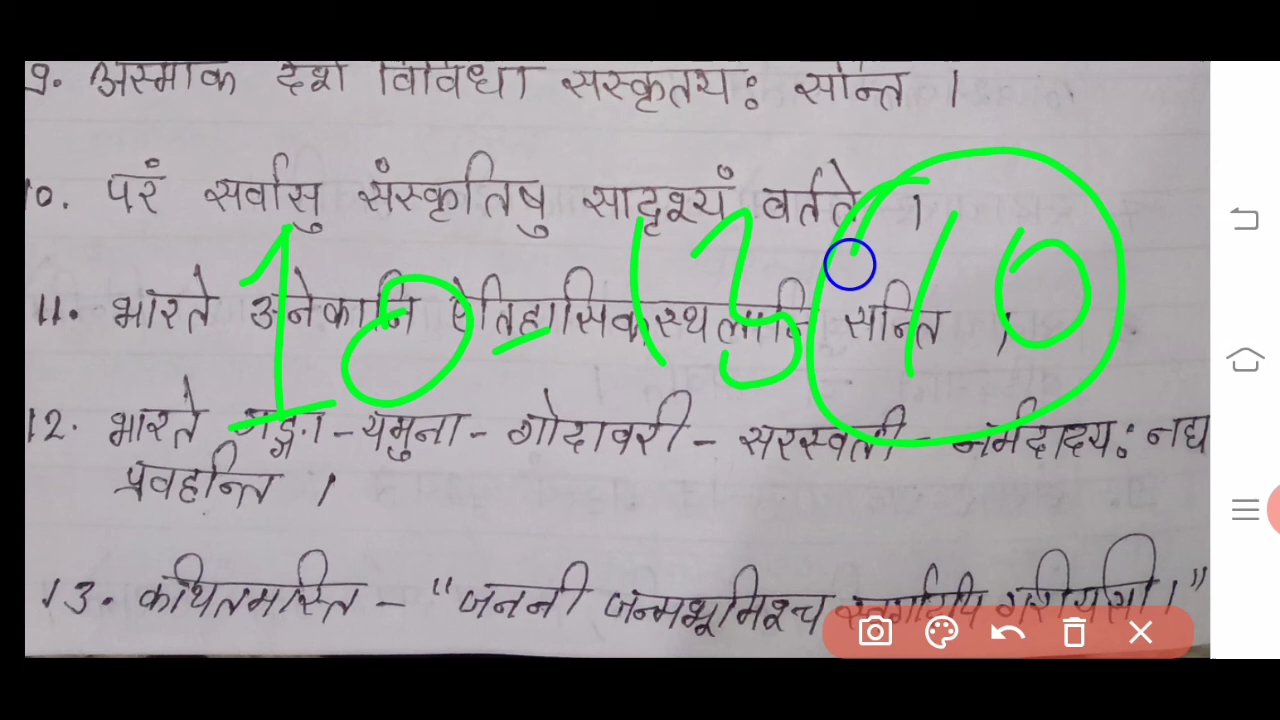 9. अस्माकं देशे विविधा संस्कृतयः सन्ति ।
10. परं सर्वासु संस्कृतिषु सादृश्यं वर्तते ।
11. भारते अनेकानि ऐतिहासिकस्थलानि सन्ति ।
12. भारते गङ्गा - यमुना - गोदावरी - सरस्वती - नर्मदादयः नद्य
प्रवहन्ति ।
13. कथितमस्ति - "जननी जन्मभूमिश्च स्वर्गादपि गरीयसी।"
10 - (3 10